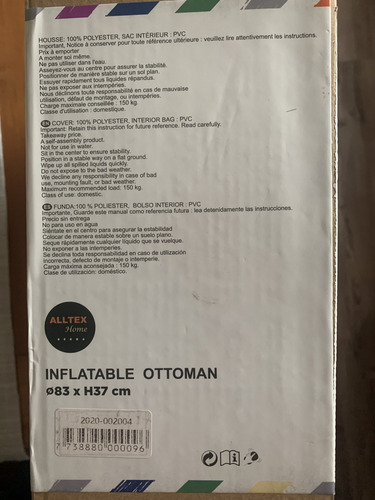 HOUSSE: 100% POLYESTER, SAC INTÉRIEUR : PVC
Important, Notice à conserver pour toute référence ultérieure : veuillez lire attentivement les instructions.
Prix à emporter
A monter soi même.
Ne pas utiliser dans l'eau.
Asseyez-vous au centre pour assurer la stabilité.
Positionner de manière stable sur un sol plan.
Essuyer rapidement tous liquides répandus.
Ne pas exposer aux intempéries.
Nous déclinons toute responsabilité en cas de mauvaise
utilisation, défaut de montage, ou intempéries.
Charge maximale conseillée : 150 kg.
Classe d'utilisation : domestique.
EN COVER: 100% POLYESTER, INTERIOR BAG : PVC
Important: Retain this instruction for future reference. Read carefully.
Takeaway price.
A self-assembly product.
Not for use in water.
Sit in the center to ensure stability.
Position in a stable way on a flat ground.
Wipe up all spilled liquids quickly.
Do not expose to the bad weather.
We decline any responsibility in case of bad
use, mounting fault, or bad weather.
Maximum recommended load: 150 kg.
Class of use: domestic.
ES FUNDA:100 % POLIESTER, BOLSO INTERIOR : PVC
Importante, Guarde este manual como referencia futura : lea detenidamente las instrucciones.
Precio sin entrega
No para uso en agua
Siéntate en el centro para asegurar la estabilidad
Colocar de manera estable sobre un suelo plano.
Seque rápidamente cualquier líquido que se vuelque.
No exponer a las intemperies.
Se declina toda responsabilidad en caso de utilización
incorrecta, defecto de montaje o intemperie.
Carga máxima aconsejada : 150 kg.
Clase de utilización: doméstico.
ALLTEX
Home
INFLATABLE OTTOMAN
ø83 x H37 cm
2020-002004
738880 000096